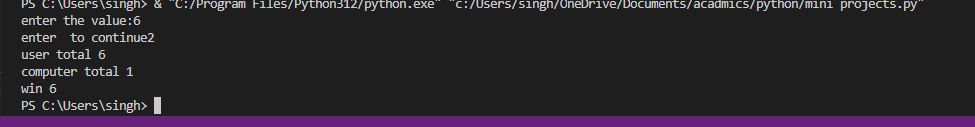 PS C:\Users\singh> & "C:/Program Files/Python312/python.exe" "c:/Users/singh/OneDrive/Documents/acadmics/python/mini projects.py"
enter the value:6
enter  to continue2
user total 6
computer total 1
win 6
PS C:\Users\singh>